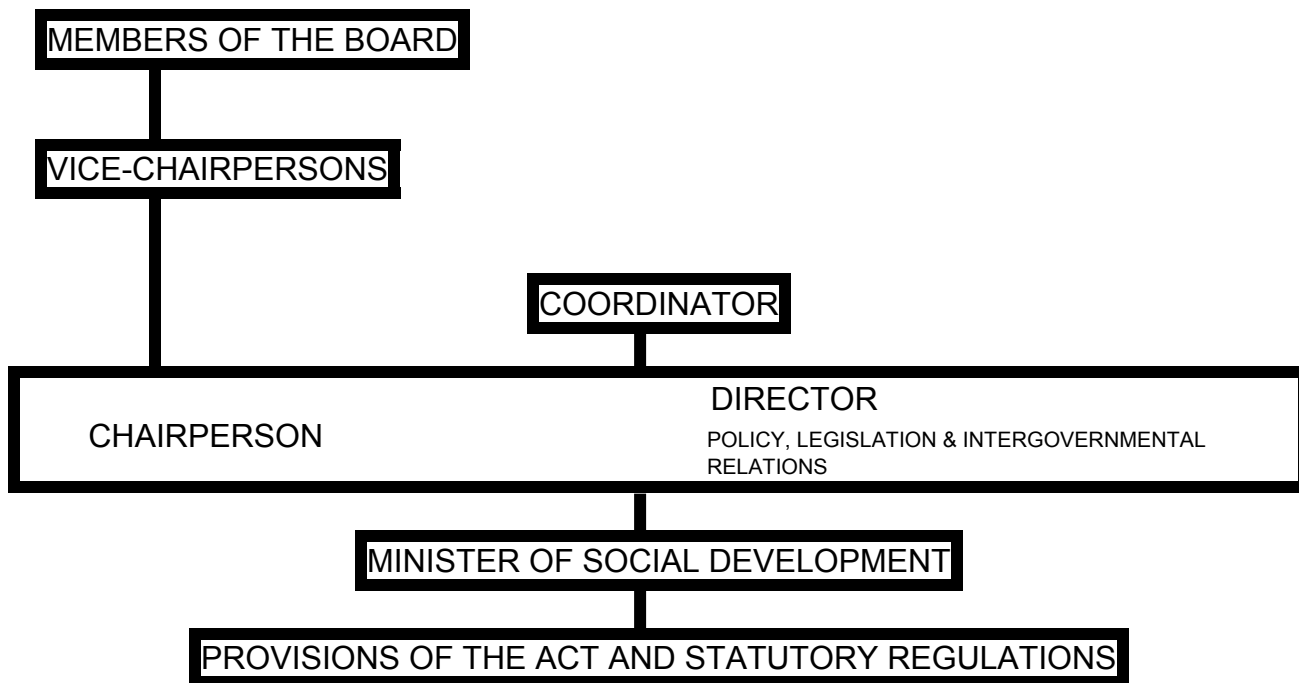 MEMBERS OF THE BOARD
VICE-CHAIRPERSONS
COORDINATOR
CHAIRPERSON
DIRECTOR
POLICY, LEGISLATION & INTERGOVERNMENTAL
RELATIONS
MINISTER OF SOCIAL DEVELOPMENT
PROVISIONS OF THE ACT AND STATUTORY REGULATIONS